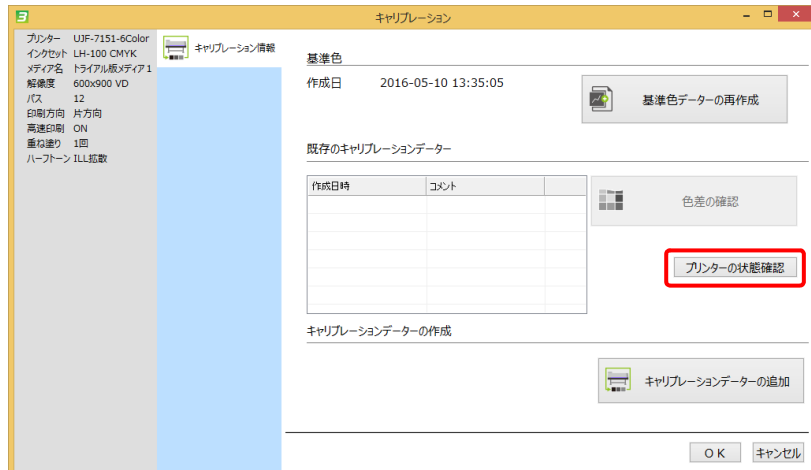 キャリブレーション
プリンター UJF-7151-6Color
インクセット LH-100 CMYK
メディア名 トライアル版メディア1
解像度 600x900 VD
パス 12
印刷方向 片方向
高速印刷 ON
重ね塗り 1回
ハーフトーン ILL拡散
キャリブレーション情報
基準色
作成日 2016-05-10 13:35:05
基準色データーの再作成
既存のキャリブレーションデーター
作成日時 コメント
色差の確認
プリンターの状態確認
キャリブレーションデーターの作成
キャリブレーションデーターの追加
OK キャンセル